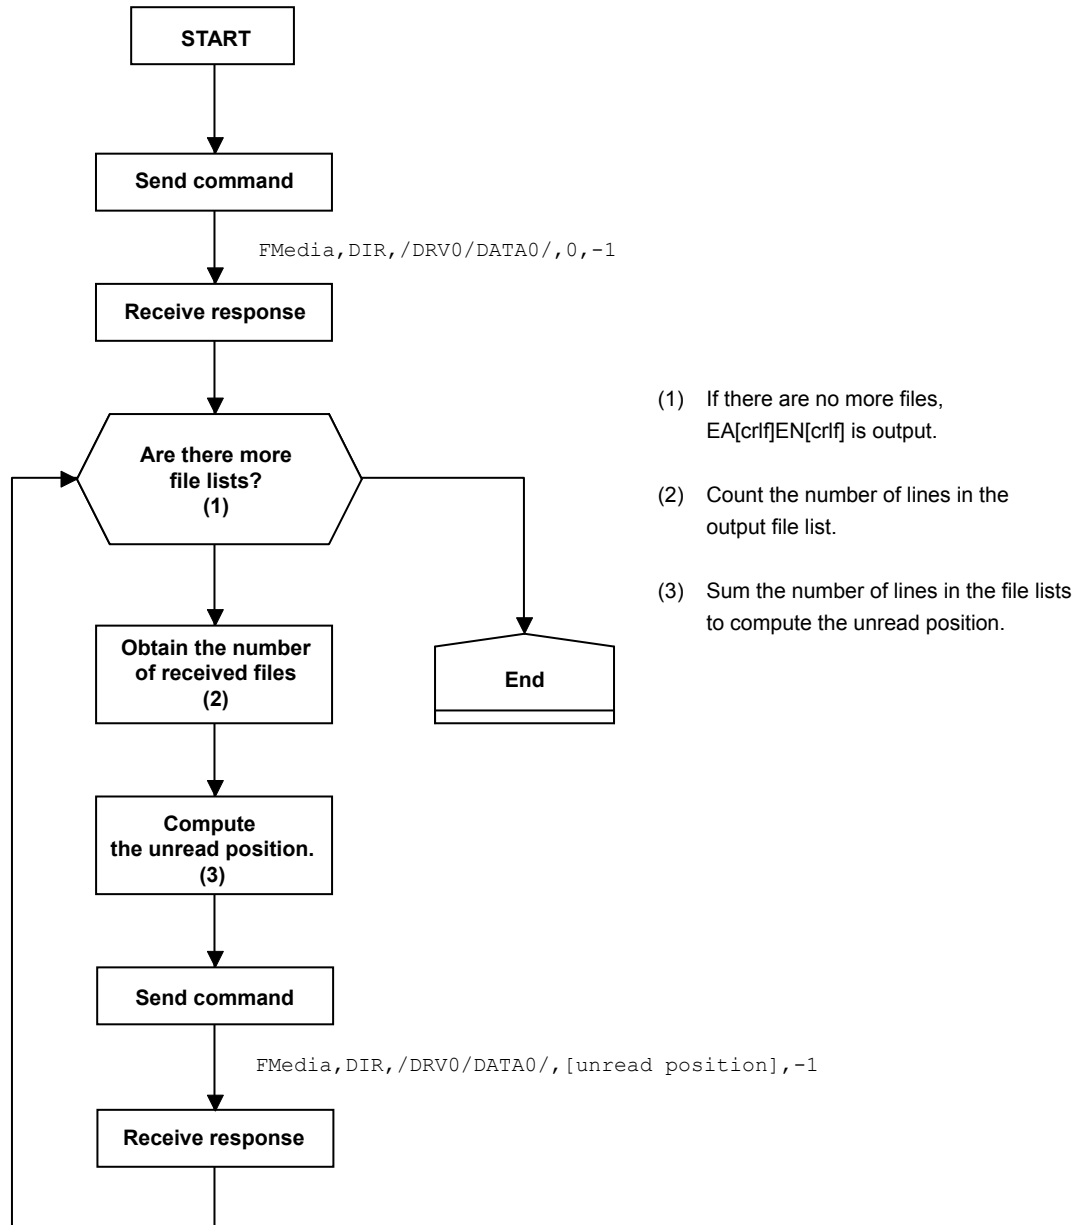 START
Send command
FMedia,DIR,/DRV0/DATA0/,0,-1
Receive response
Are there more
file lists?
(1)
Obtain the number
of received files
(2)
End
Compute
the unread position.
(3)
Send command
FMedia,DIR,/DRV0/DATA0/,[unread position],-1
Receive response
(1) If there are no more files,
EA[crlf]EN[crlf] is output.
(2) Count the number of lines in the
output file list.
(3) Sum the number of lines in the file lists
to compute the unread position.